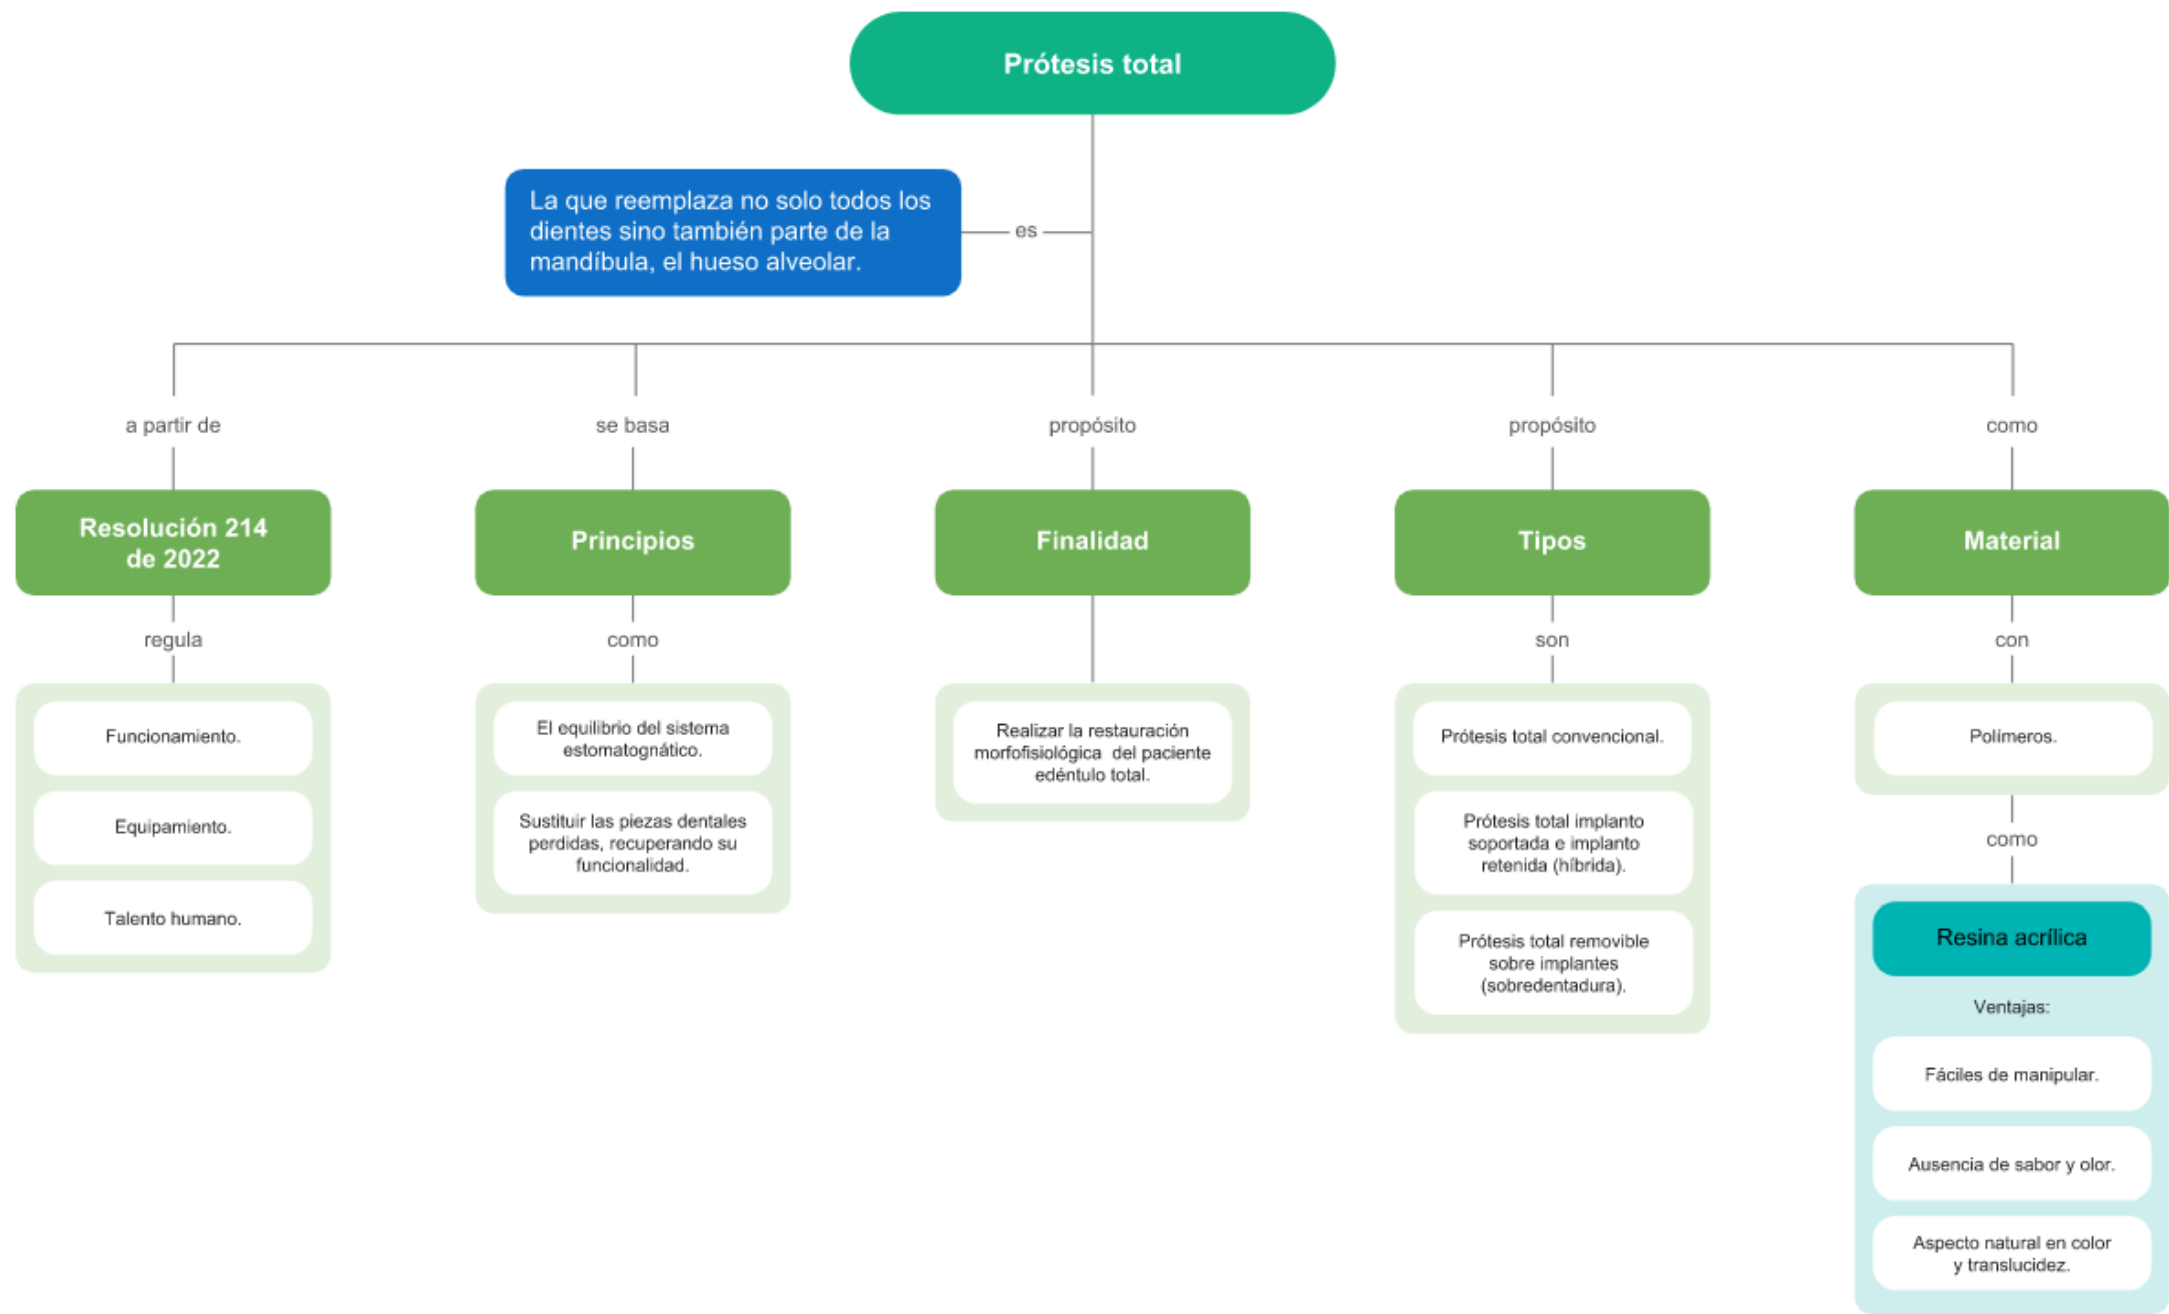 Prótesis total
La que reemplaza no solo todos los
dientes sino también parte de la
mandíbula, el hueso alveolar.
es
a partir de
se basa
propósito
propósito
como
Resolución 214
de 2022
Principios
Finalidad
Tipos
Material
regula
como
son
con
Funcionamiento.
Equipamiento.
Talento humano.
El equilibrio del sistema
estomatognático.
Sustituir las piezas dentales
perdidas, recuperando su
funcionalidad.
Realizar la restauración
morfofisiológica del paciente
edéntulo total.
Prótesis total convencional.
Prótesis total implanto
soportada e implanto
retenida (híbrida).
Prótesis total removible
sobre implantes
(sobredentadura).
Polímeros.
como
Resina acrílica
Ventajas:
Fáciles de manipular.
Ausencia de sabor y olor.
Aspecto natural en color
y translucidez.